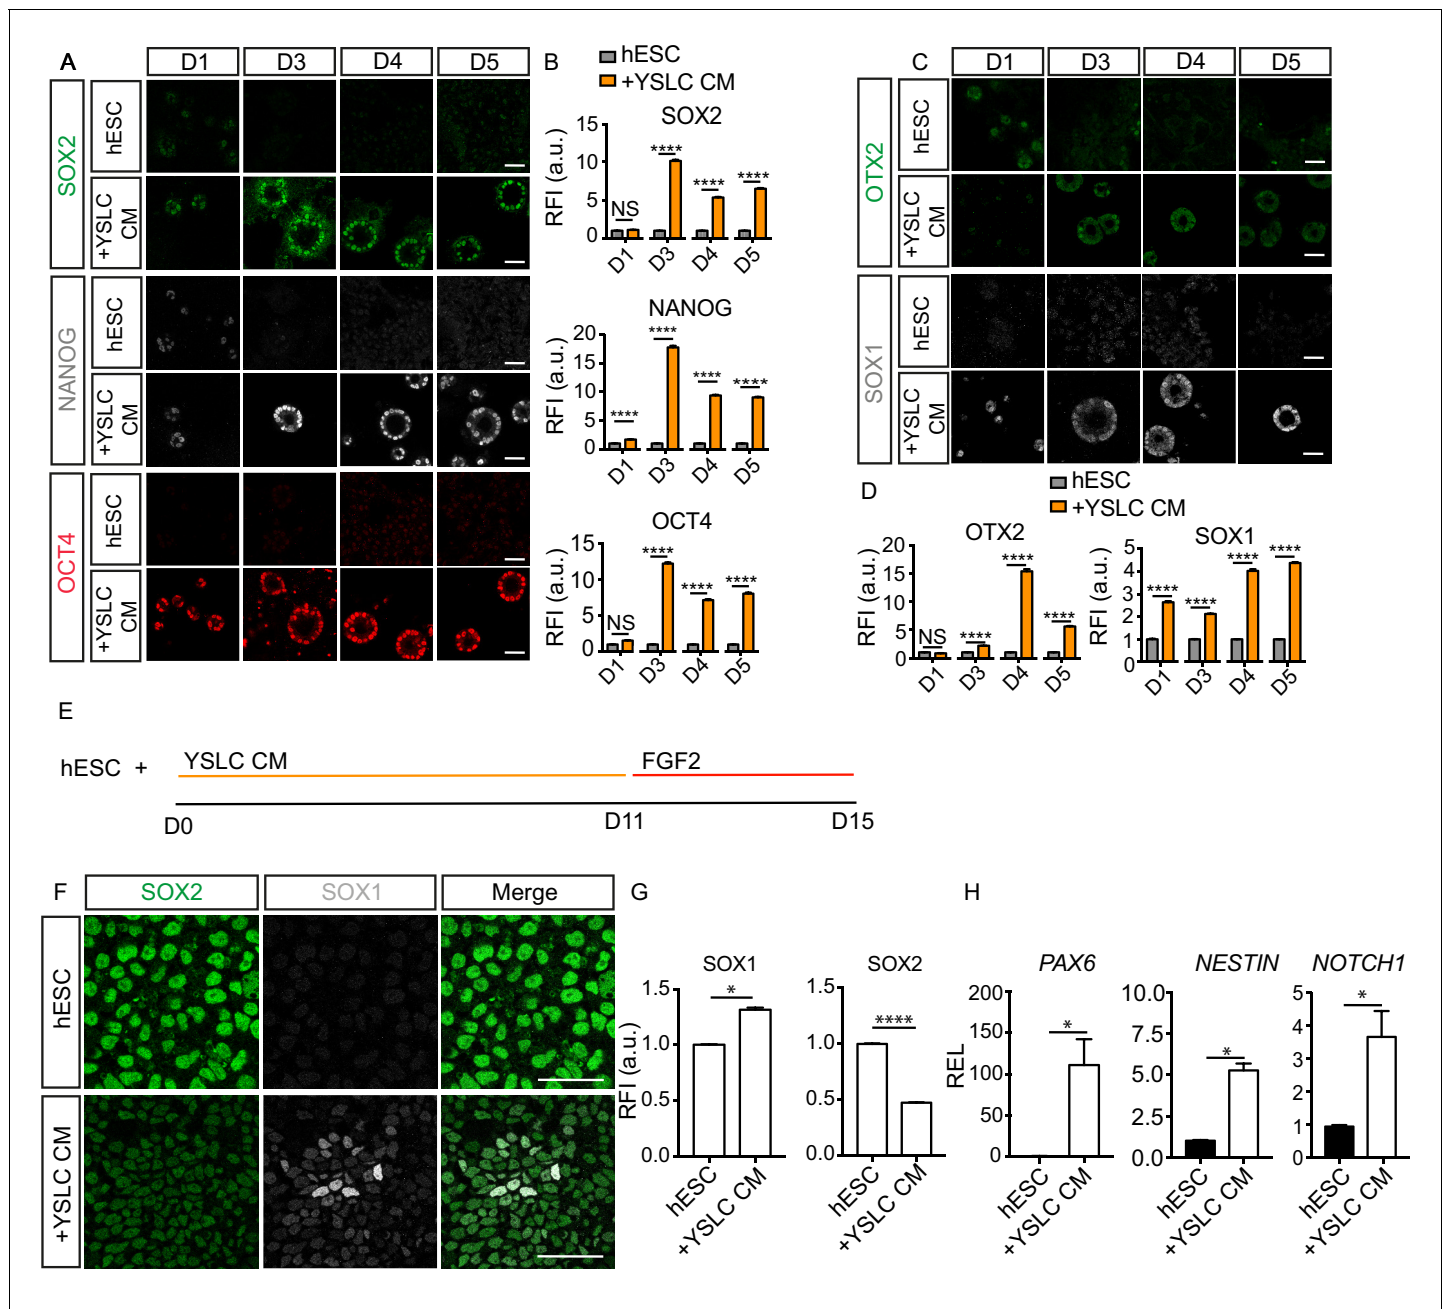 A
D1 D3 D4 D5
SOX2
hESC
+YSLC CM
NANOG
hESC
+YSLC CM
OCT4
hESC
+YSLC CM
B
hESC
+YSLC CM
SOX2
RFI (a.u.)
15
10
5
0
NS **** **** ****
D1 D3 D4 D5
NANOG
RFI (a.u.)
20
15
10
5
0
**** **** **** ****
D1 D3 D4 D5
OCT4
RFI (a.u.)
15
10
5
0
NS **** **** ****
D1 D3 D4 D5
C
D1 D3 D4 D5
OTX2
hESC
+YSLC CM
SOX1
hESC
+YSLC CM
D
hESC
+YSLC CM
OTX2
RFI (a.u.)
20
15
10
5
0
NS **** **** ****
D1 D3 D4 D5
SOX1
RFI (a.u.)
5
4
3
2
1
0
**** **** **** ****
D1 D3 D4 D5
E
hESC +
YSLC CM FGF2
D0 D11 D15
F
SOX2 SOX1 Merge
hESC
+YSLC CM
G
SOX1
RFI (a.u.)
1.5
1.0
0.5
0.0
*
hESC
+YSLC CM
SOX2
1.5
1.0
0.5
0.0
****
hESC
+YSLC CM
H
PAX6
REL
200
150
100
50
0
*
hESC
+YSLC CM
NESTIN
10.0
7.5
5.0
2.5
0.0
*
hESC
+YSLC CM
NOTCH1
5
4
3
2
1
0
*
hESC
+YSLC CM